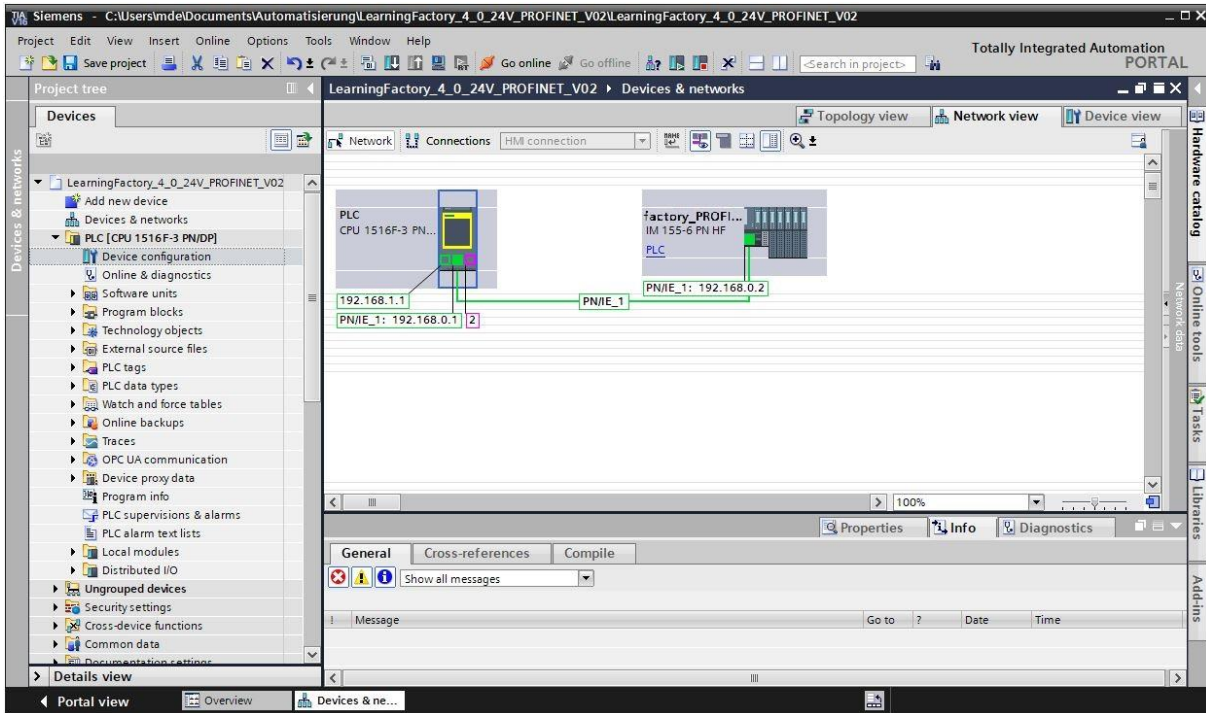 Siemens - C:\Users\mde\Documents\Automatisierung\LearningFactory_4_0_24V_PROFINET_V02\LearningFactory_4_0_24V_PROFINET_V02
Project Edit View Insert Online Options Tools Window Help
Totally Integrated Automation
PORTAL
Save project Go online Go offline <Search in project>
Project tree
LearningFactory_4_0_24V_PROFINET_V02 Devices & networks
Devices
Topology view Network view Device view
Network Connections HMI connection
LearningFactory_4_0_24V_PROFINET_V02
Add new device
Devices & networks
PLC [CPU 1516F-3 PN/DP]
Device configuration
Online & diagnostics
Software units
Program blocks
Technology objects
External source files
PLC tags
PLC data types
Watch and force tables
Online backups
Traces
OPC UA communication
Device proxy data
Program info
PLC supervisions & alarms
PLC alarm text lists
Local modules
Distributed I/O
Ungrouped devices
Security settings
Cross-device functions
Common data
Documentation settings
Details view
PLC
CPU 1516F-3 PN...
factory_PROFI...
IM 155-6 PN HF
PLC
192.168.1.1
PN/IE_1: 192.168.0.1 2
PN/IE_1
PN/IE_1: 192.168.0.2
100%
Properties Info Diagnostics
General Cross-references Compile
Show all messages
! Message Go to ? Date Time
Devices & networks
Network data
Hardware catalog
Online tools
Tasks
Libraries
Add-ins
Portal view Overview Devices & ne...